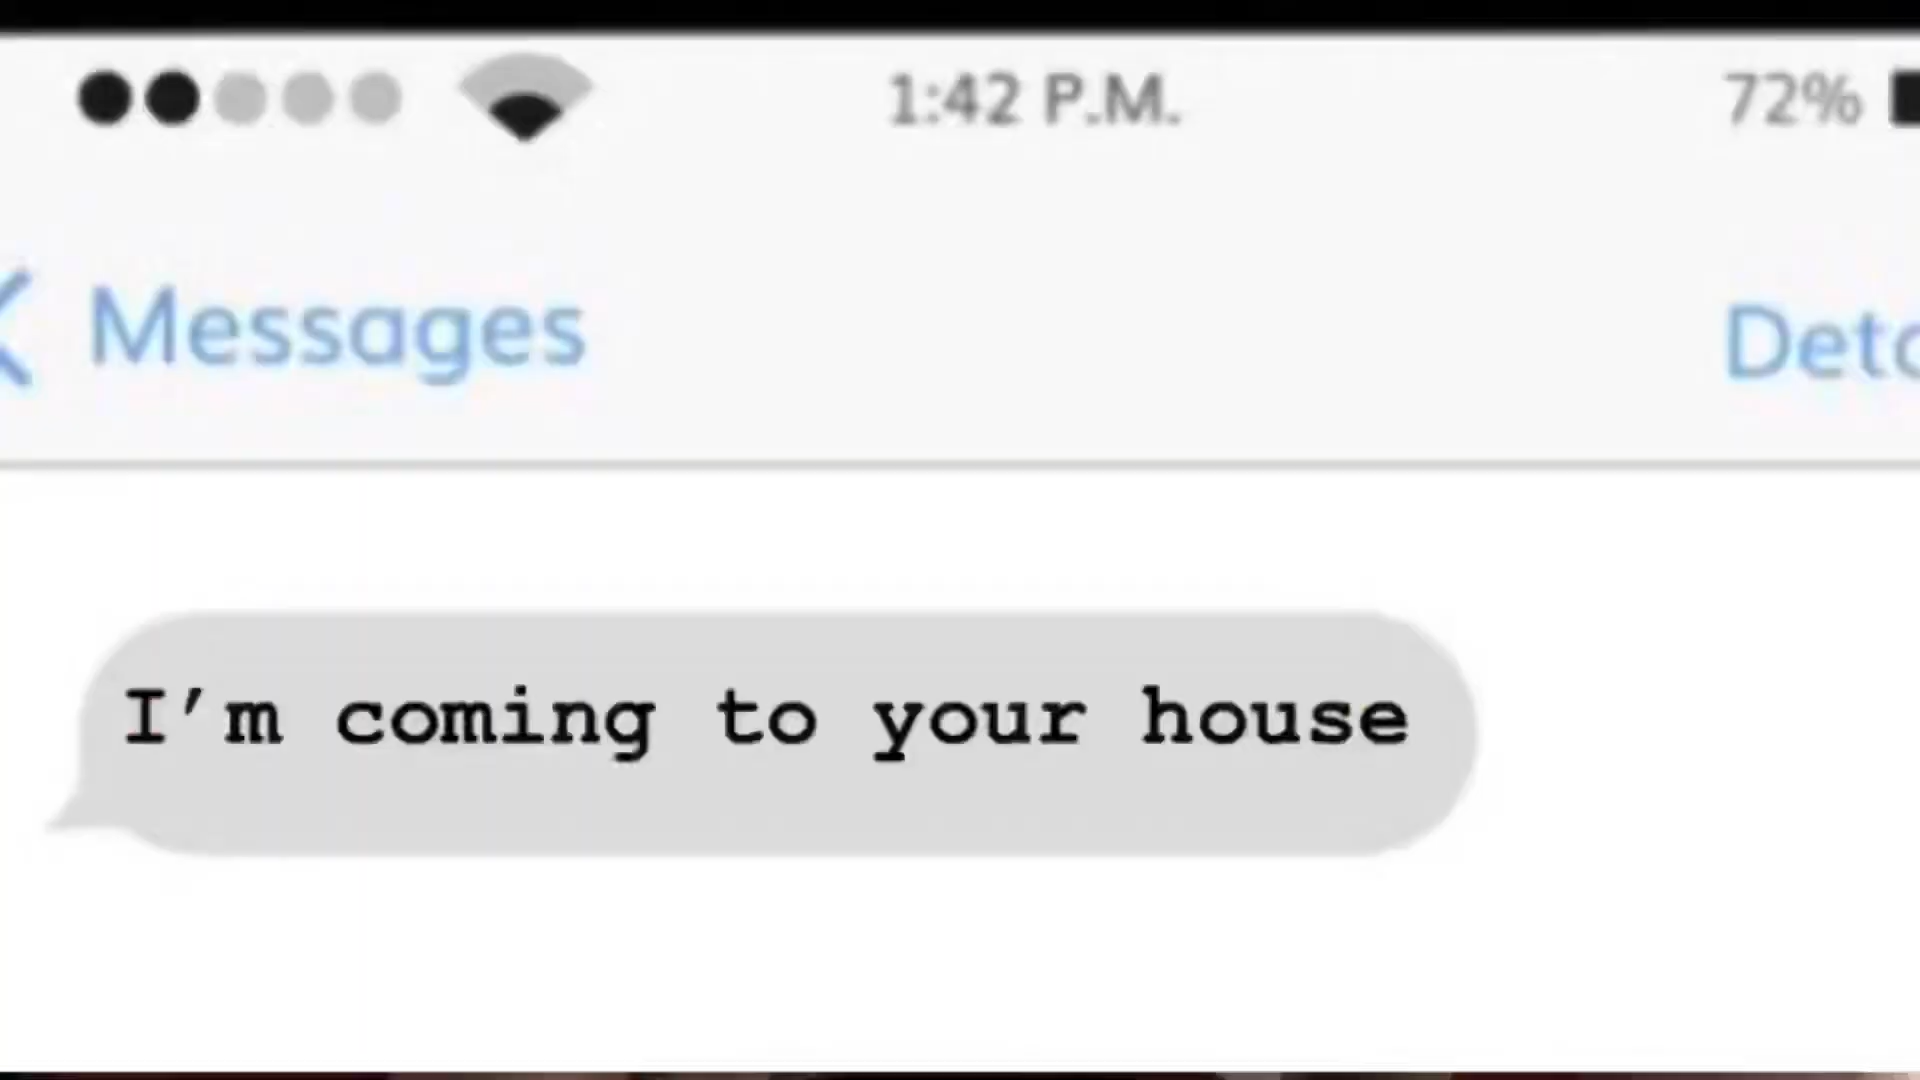 1:42 P.M. 72%
Messages
I’m coming to your house